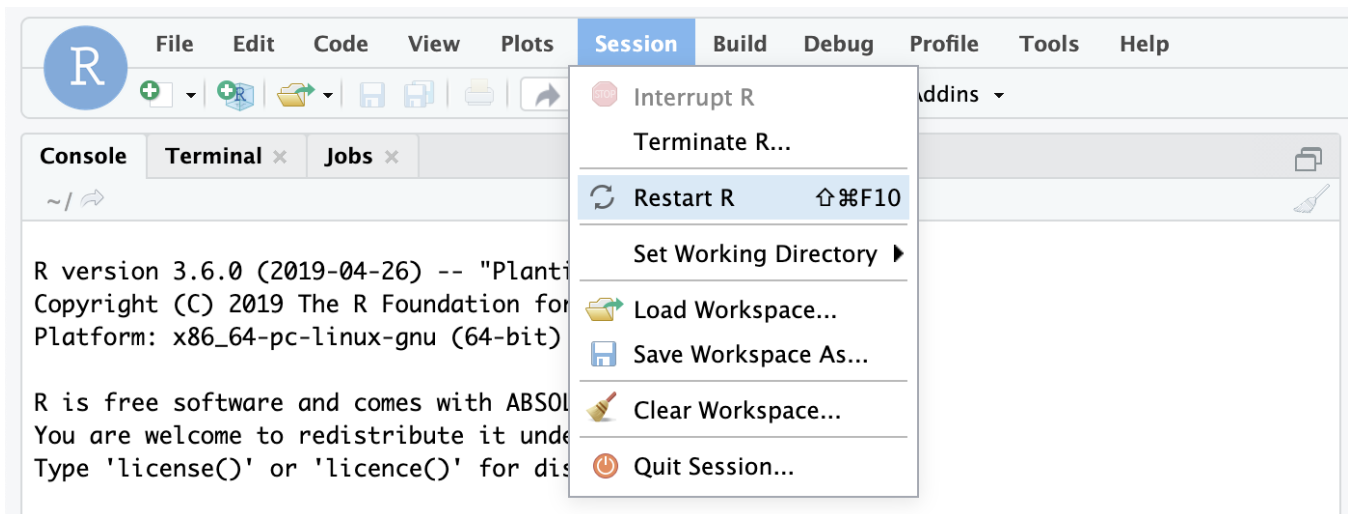 R
File Edit Code View Plots Session Build Debug Profile Tools Help
R
STOP Interrupt R
Terminate R...
Restart R ⇧⌘F10
Set Working Directory
Load Workspace...
Save Workspace As...
Clear Workspace...
Quit Session...
Console Terminal Jobs
~/
R version 3.6.0 (2019-04-26) -- "Planti
Copyright (C) 2019 The R Foundation for
Platform: x86_64-pc-linux-gnu (64-bit)
R is free software and comes with ABSOL
You are welcome to redistribute it unde
Type 'license()' or 'licence()' for dis